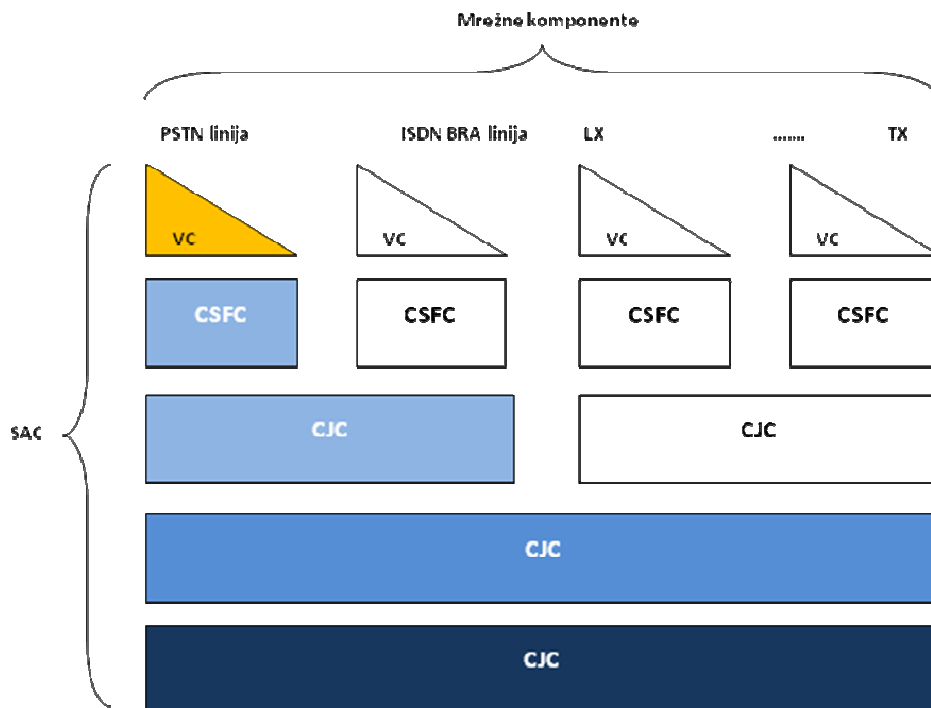 Mrežne komponente
PSTN linija ISDN BRA linija LX ....... TX
VC VC VC VC
CSFC CSFC CSFC CSFC
SAC
CJC CJC
CJC
CJC